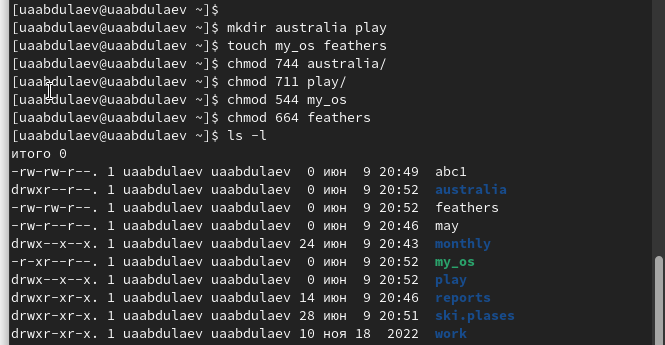 [uaabdulaev@uaabdulaev ~]$
[uaabdulaev@uaabdulaev ~]$ mkdir australia play
[uaabdulaev@uaabdulaev ~]$ touch my_os feathers
[uaabdulaev@uaabdulaev ~]$ chmod 744 australia/
[uaabdulaev@uaabdulaev ~]$ chmod 711 play/
[uaabdulaev@uaabdulaev ~]$ chmod 544 my_os
[uaabdulaev@uaabdulaev ~]$ chmod 664 feathers
[uaabdulaev@uaabdulaev ~]$ ls -l
итого 0
-rw-rw-r--. 1 uaabdulaev uaabdulaev  0 июн  9 20:49 abc1
drwxr--r--. 1 uaabdulaev uaabdulaev  0 июн  9 20:52 australia
-rw-rw-r--. 1 uaabdulaev uaabdulaev  0 июн  9 20:52 feathers
-rw-r--r--. 1 uaabdulaev uaabdulaev  0 июн  9 20:46 may
drwx--x--x. 1 uaabdulaev uaabdulaev 24 июн  9 20:43 monthly
-r-xr--r--. 1 uaabdulaev uaabdulaev  0 июн  9 20:52 my_os
drwx--x--x. 1 uaabdulaev uaabdulaev  0 июн  9 20:52 play
drwxr-xr-x. 1 uaabdulaev uaabdulaev 14 июн  9 20:46 reports
drwxr-xr-x. 1 uaabdulaev uaabdulaev 28 июн  9 20:51 ski.plases
drwxr-xr-x. 1 uaabdulaev uaabdulaev 10 ноя 18  2022 work